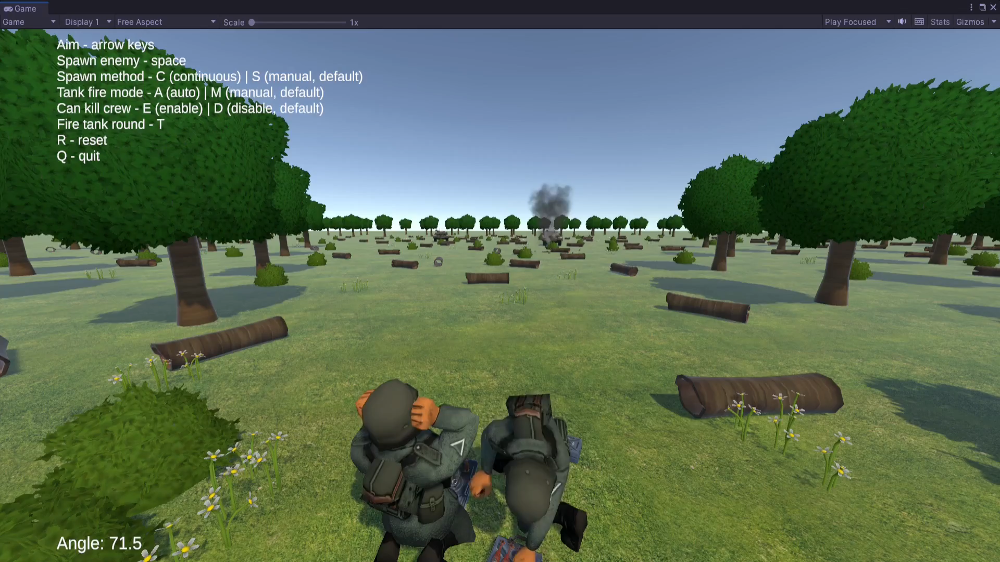 Game
Game Display 1 Free Aspect Scale 1x Play Focused Stats Gizmos
Aim - arrow keys
Spawn enemy - space
Spawn method - C (continuous) | S (manual, default)
Tank fire mode - A (auto) | M (manual, default)
Can kill crew - E (enable) | D (disable, default)
Fire tank round - T
R - reset
Q - quit
Angle: 71.5